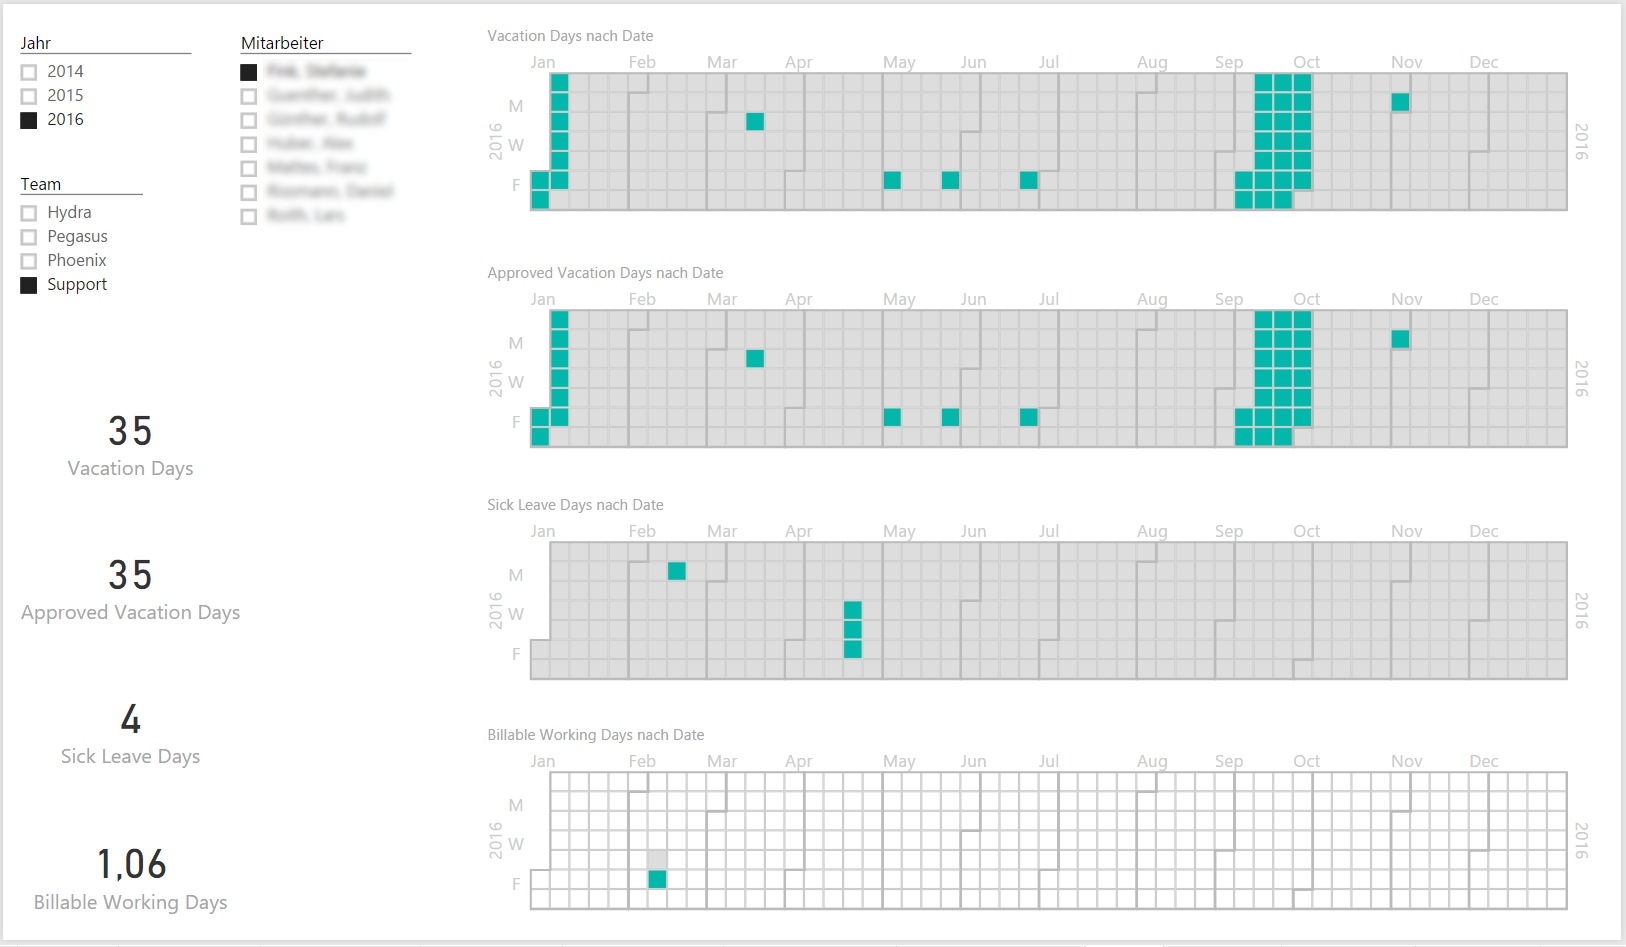 Jahr
2014
2015
2016
Team
Hydra
Pegasus
Phoenix
Support
Mitarbeiter
35
Vacation Days
35
Approved Vacation Days
4
Sick Leave Days
1,06
Billable Working Days
Vacation Days nach Date
Jan Feb Mar Apr May Jun Jul Aug Sep Oct Nov Dec
M
W
F
2016
2016
Approved Vacation Days nach Date
Jan Feb Mar Apr May Jun Jul Aug Sep Oct Nov Dec
M
W
F
2016
2016
Sick Leave Days nach Date
Jan Feb Mar Apr May Jun Jul Aug Sep Oct Nov Dec
M
W
F
2016
2016
Billable Working Days nach Date
Jan Feb Mar Apr May Jun Jul Aug Sep Oct Nov Dec
M
W
F
2016
2016